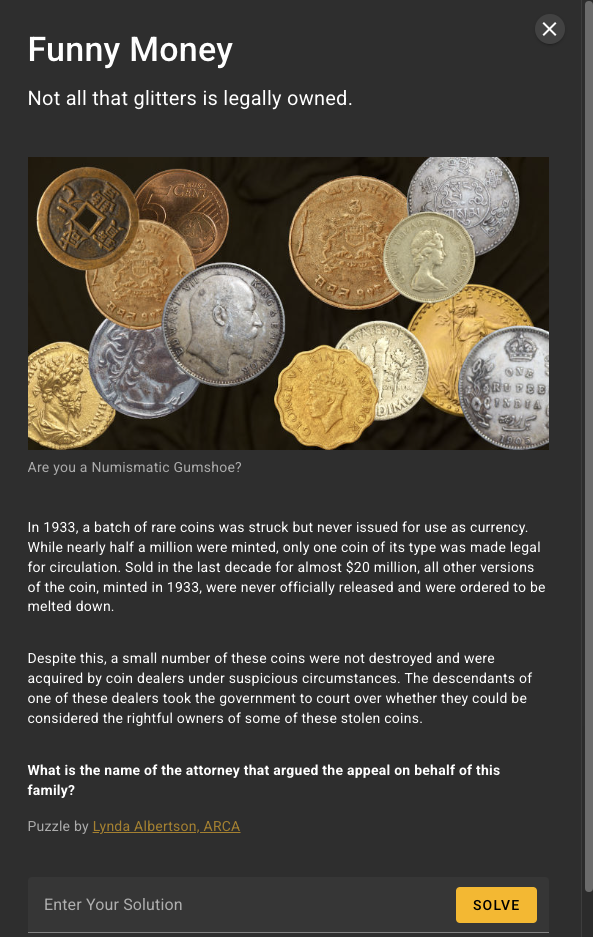 Funny Money
Not all that glitters is legally owned.
Are you a Numismatic Gumshoe?
In 1933, a batch of rare coins was struck but never issued for use as currency.
While nearly half a million were minted, only one coin of its type was made legal
for circulation. Sold in the last decade for almost $20 million, all other versions
of the coin, minted in 1933, were never officially released and were ordered to be
melted down.
Despite this, a small number of these coins were not destroyed and were
acquired by coin dealers under suspicious circumstances. The descendants of
one of these dealers took the government to court over whether they could be
considered the rightful owners of some of these stolen coins.
What is the name of the attorney that argued the appeal on behalf of this
family?
Puzzle by Lynda Albertson, ARCA
Enter Your Solution
SOLVE